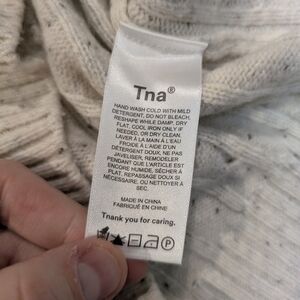 Tna®
HAND WASH COLD WITH MILD
DETERGENT, DO NOT BLEACH,
RESHAPE WHILE DAMP, DRY
FLAT, COOL IRON ONLY IF
NEEDED, OR DRY CLEAN.
LAVER À LA MAIN À L'EAU
FROIDE À L'AIDE D'UN
DÉTERGENT DOUX, NE PAS
JAVELISER, REMODELER
PENDANT QUE L'ARTICLE EST
ENCORE HUMIDE, SÉCHER À
PLAT, REPASSAGE DOUX SI
NÉCESSAIRE, OU NETTOYER À
SEC.
MADE IN CHINA
FABRIQUÉ EN CHINE
Thank you for caring.
P